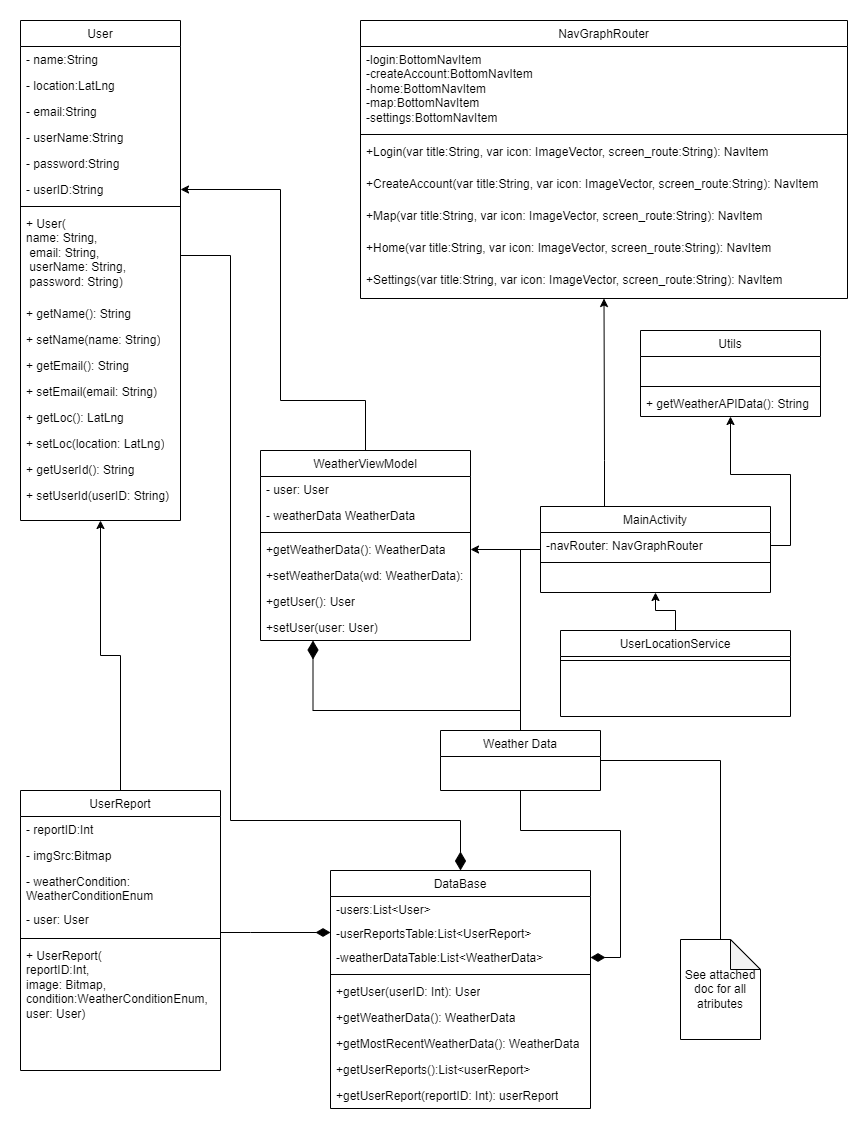 User
- name:String
- location:LatLng
- email:String
- userName:String
- password:String
- userID:String
+ User(
name: String,
email: String,
userName: String,
password: String)
+ getName(): String
+ setName(name: String)
+ getEmail(): String
+ setEmail(email: String)
+ getLoc(): LatLng
+ setLoc(location: LatLng)
+ getUserId(): String
+ setUserId(userID: String)
NavGraphRouter
-login:BottomNavItem
-createAccount:BottomNavItem
-home:BottomNavItem
-map:BottomNavItem
-settings:BottomNavItem
+Login(var title:String, var icon: ImageVector, screen_route:String): NavItem
+CreateAccount(var title:String, var icon: ImageVector, screen_route:String): NavItem
+Map(var title:String, var icon: ImageVector, screen_route:String): NavItem
+Home(var title:String, var icon: ImageVector, screen_route:String): NavItem
+Settings(var title:String, var icon: ImageVector, screen_route:String): NavItem
Utils
+ getWeatherAPIData(): String
WeatherViewModel
- user: User
- weatherData WeatherData
+getWeatherData(): WeatherData
+setWeatherData(wd: WeatherData):
+getUser(): User
+setUser(user: User)
MainActivity
-navRouter: NavGraphRouter
UserLocationService
Weather Data
UserReport
- reportID:Int
- imgSrc:Bitmap
- weatherCondition:
WeatherConditionEnum
- user: User
+ UserReport(
reportID:Int,
image: Bitmap,
condition:WeatherConditionEnum,
user: User)
DataBase
-users:List<User>
-userReportsTable:List<UserReport>
-weatherDataTable:List<WeatherData>
+getUser(userID: Int): User
+getWeatherData(): WeatherData
+getMostRecentWeatherData(): WeatherData
+getUserReports():List<userReport>
+getUserReport(reportID: Int): userReport
See attached
doc for all
atributes